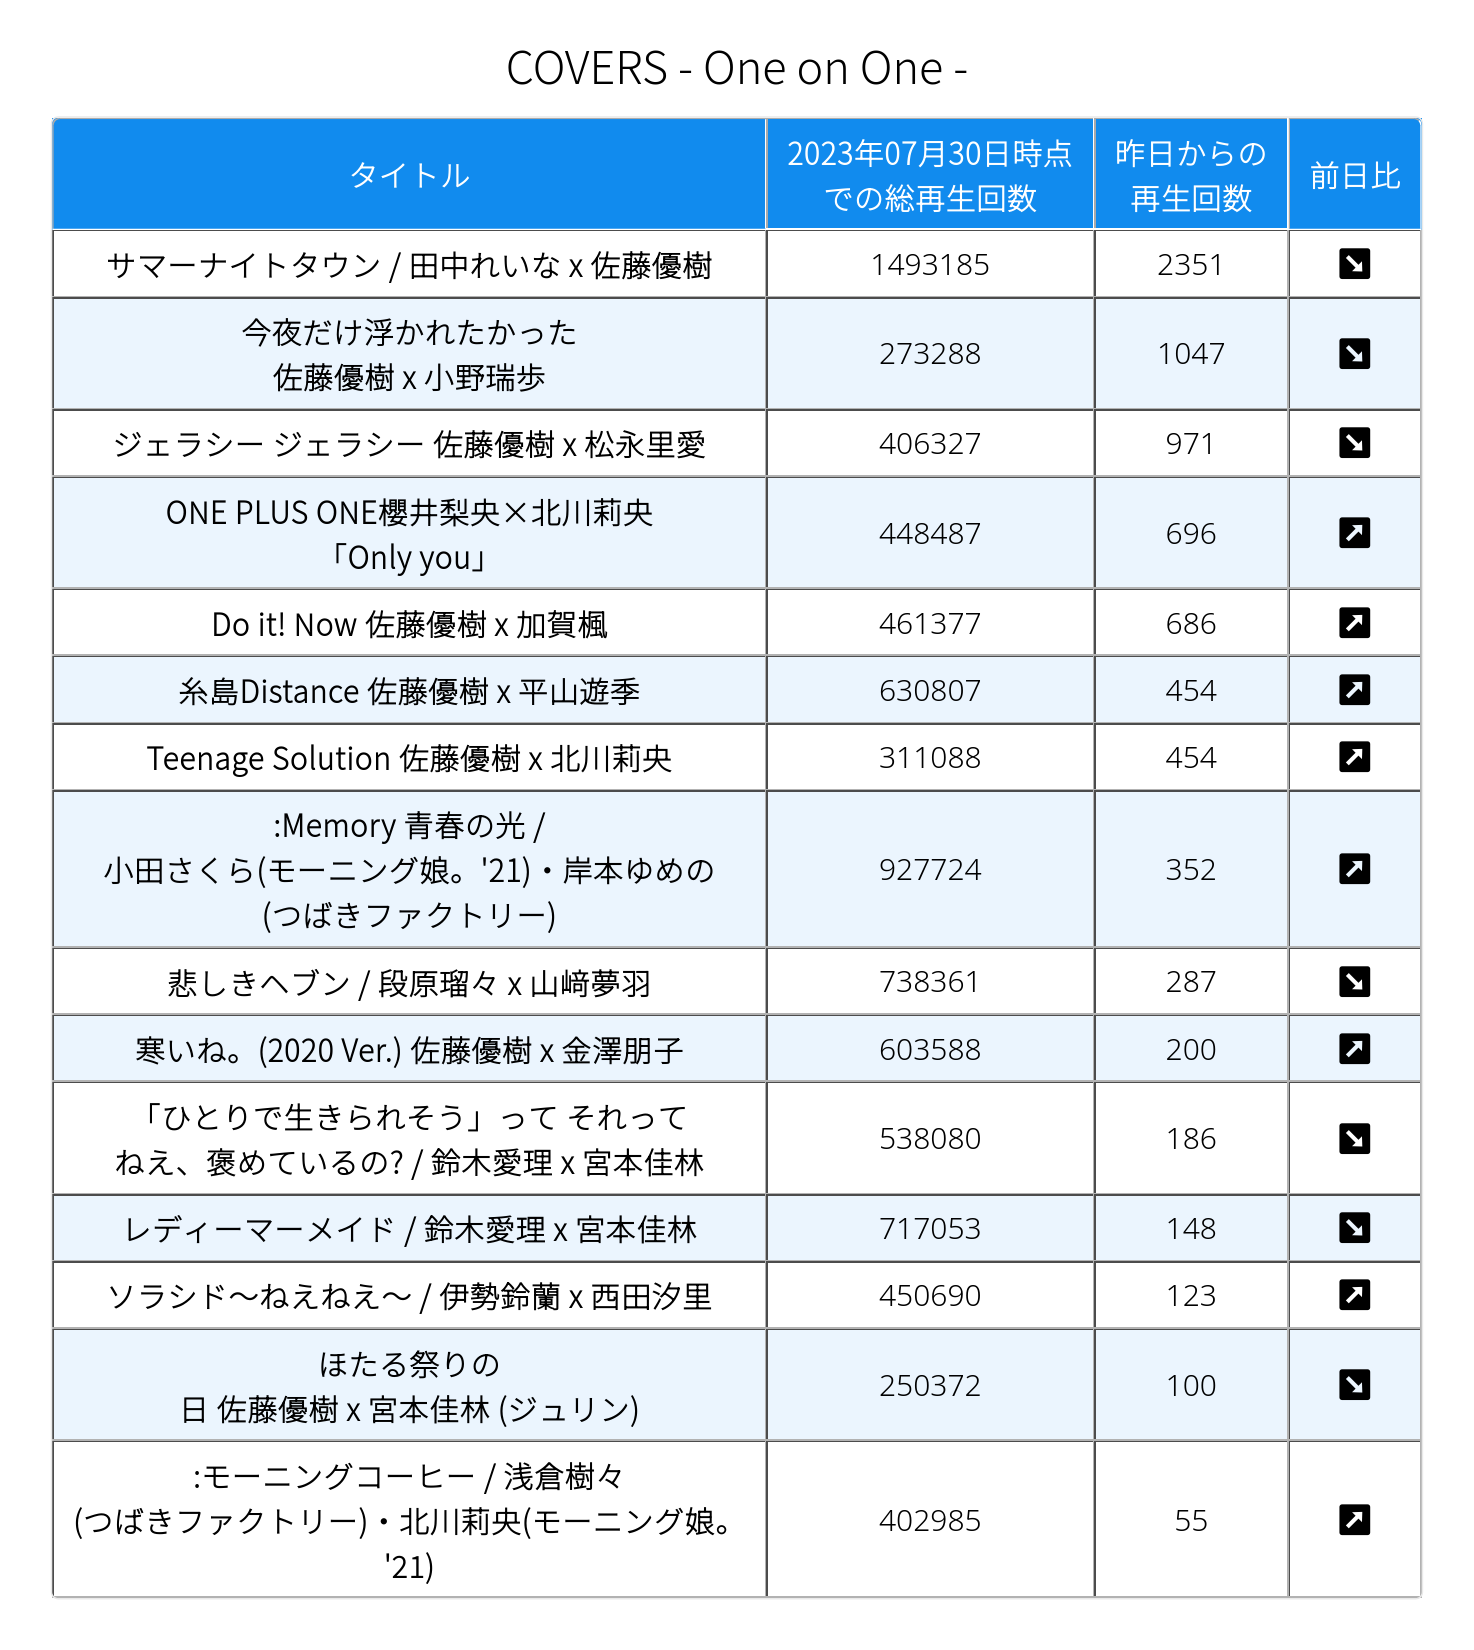 COVERS - One on One -
タイトル
2023年07月30日時点
での総再生回数
昨日からの
再生回数
前日比
サマーナイトタウン / 田中れいな x 佐藤優樹
1493185
2351
今夜だけ浮かれたかった
佐藤優樹 x 小野瑞歩
273288
1047
ジェラシー ジェラシー 佐藤優樹 x 松永里愛
406327
971
ONE PLUS ONE櫻井梨央×北川莉央
「Only you」
448487
696
Do it! Now 佐藤優樹 x 加賀楓
461377
686
糸島Distance 佐藤優樹 x 平山遊季
630807
454
Teenage Solution 佐藤優樹 x 北川莉央
311088
454
:Memory 青春の光 /
小田さくら(モーニング娘。'21)・岸本ゆめの
(つばきファクトリー)
927724
352
悲しきヘブン / 段原瑠々 x 山﨑夢羽
738361
287
寒いね。(2020 Ver.) 佐藤優樹 x 金澤朋子
603588
200
「ひとりで生きられそう」って それって
ねえ、褒めているの? / 鈴木愛理 x 宮本佳林
538080
186
レディーマーメイド / 鈴木愛理 x 宮本佳林
717053
148
ソラシド〜ねえねえ〜 / 伊勢鈴蘭 x 西田汐里
450690
123
ほたる祭りの
日 佐藤優樹 x 宮本佳林 (ジュリン)
250372
100
:モーニングコーヒー / 浅倉樹々
(つばきファクトリー)・北川莉央(モーニング娘。
'21)
402985
55